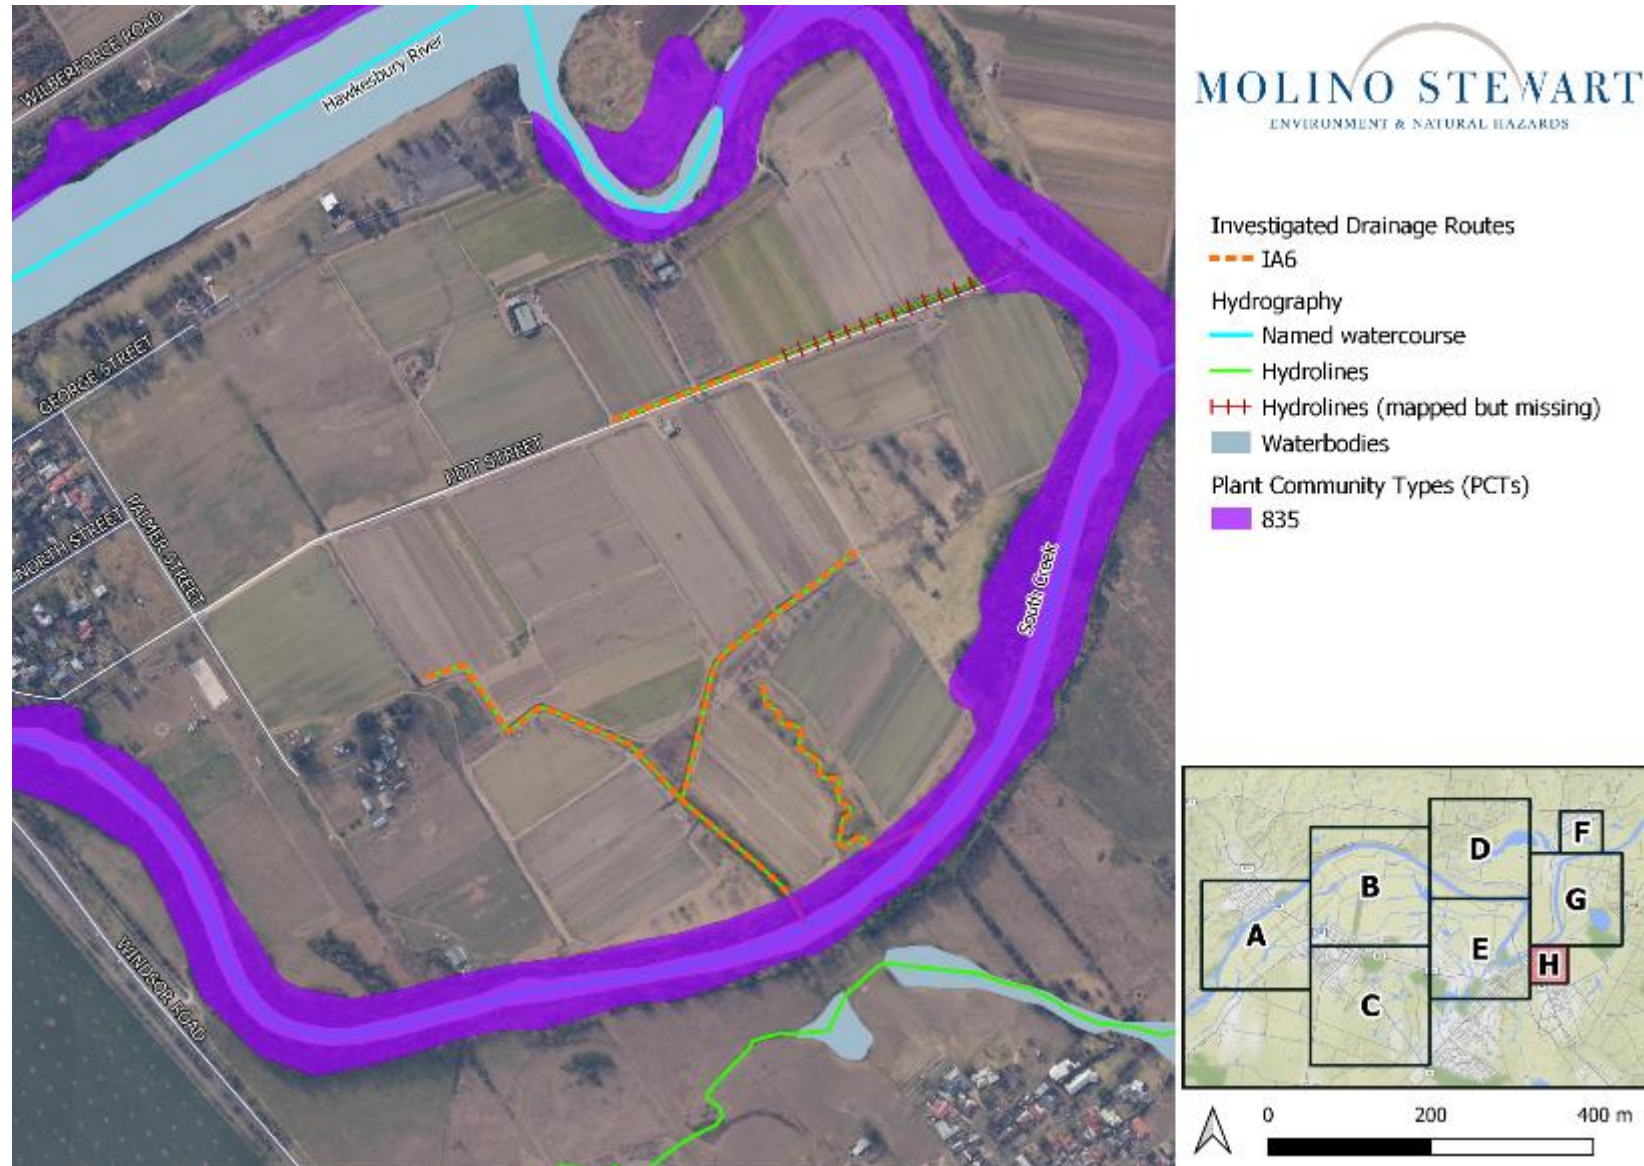 WILBERFORCE ROAD
Hawkesbury River
GEORGE STREET
PITT STREET
NORTH STREET
PALMER STREET
South Creek
WINDSOR ROAD
MOLINO STEWART
ENVIRONMENT & NATURAL HAZARDS
Investigated Drainage Routes
IA6
Hydrography
Named watercourse
Hydrolines
Hydrolines (mapped but missing)
Waterbodies
Plant Community Types (PCTs)
835
D
F
B
G
A
E
H
C
0 200 400 m